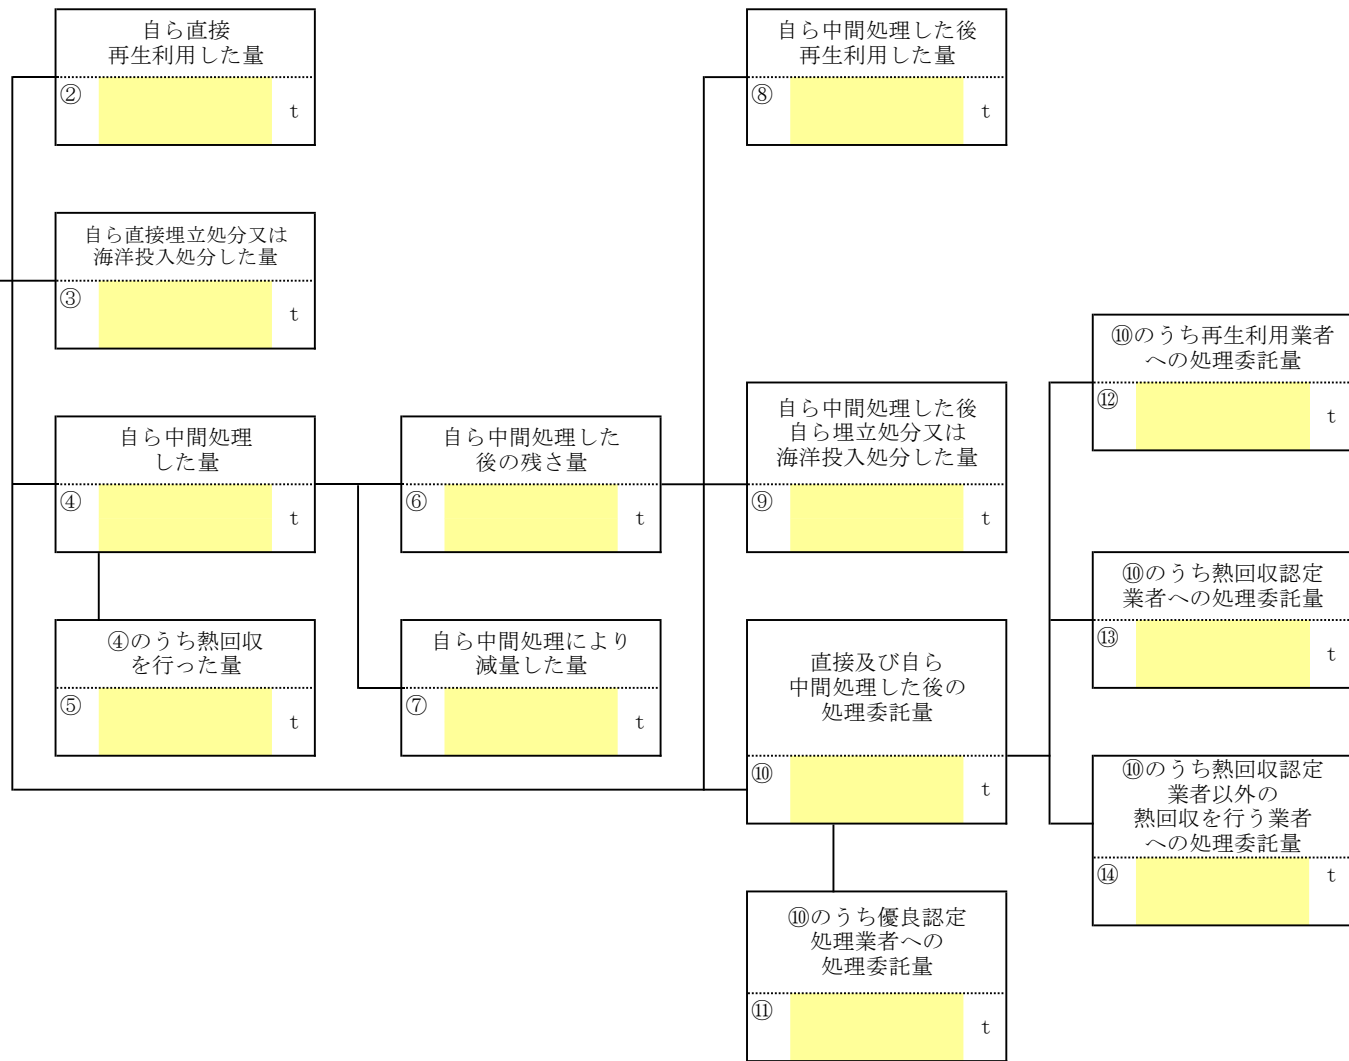 自ら直接
再生利用した量
②
t
自ら直接埋立処分又は
海洋投入処分した量
③
t
自ら中間処理
した量
④
t
④のうち熱回収
を行った量
⑤
t
自ら中間処理した
後の残さ量
⑥
t
自ら中間処理により
減量した量
⑦
t
自ら中間処理した後
再生利用した量
⑧
t
自ら中間処理した後
自ら埋立処分又は
海洋投入処分した量
⑨
t
直接及び自ら
中間処理した後の
処理委託量
⑩
t
⑩のうち優良認定
処理業者への
処理委託量
⑪
t
⑩のうち再生利用業者
への処理委託量
⑫
t
⑩のうち熱回収認定
業者への処理委託量
⑬
t
⑩のうち熱回収認定
業者以外の
熱回収を行う業者
への処理委託量
⑭
t